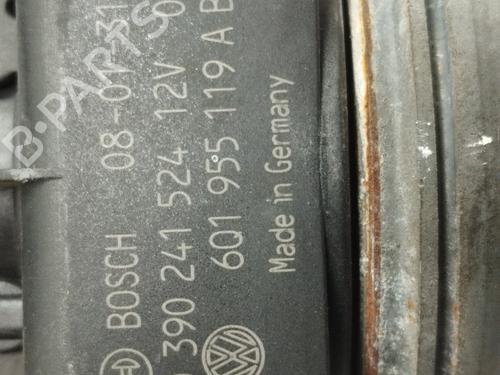 BOSCH 08-01-31
390 241 524 12V
6Q1 955 119 A B
Made in Germany
B-PARTS